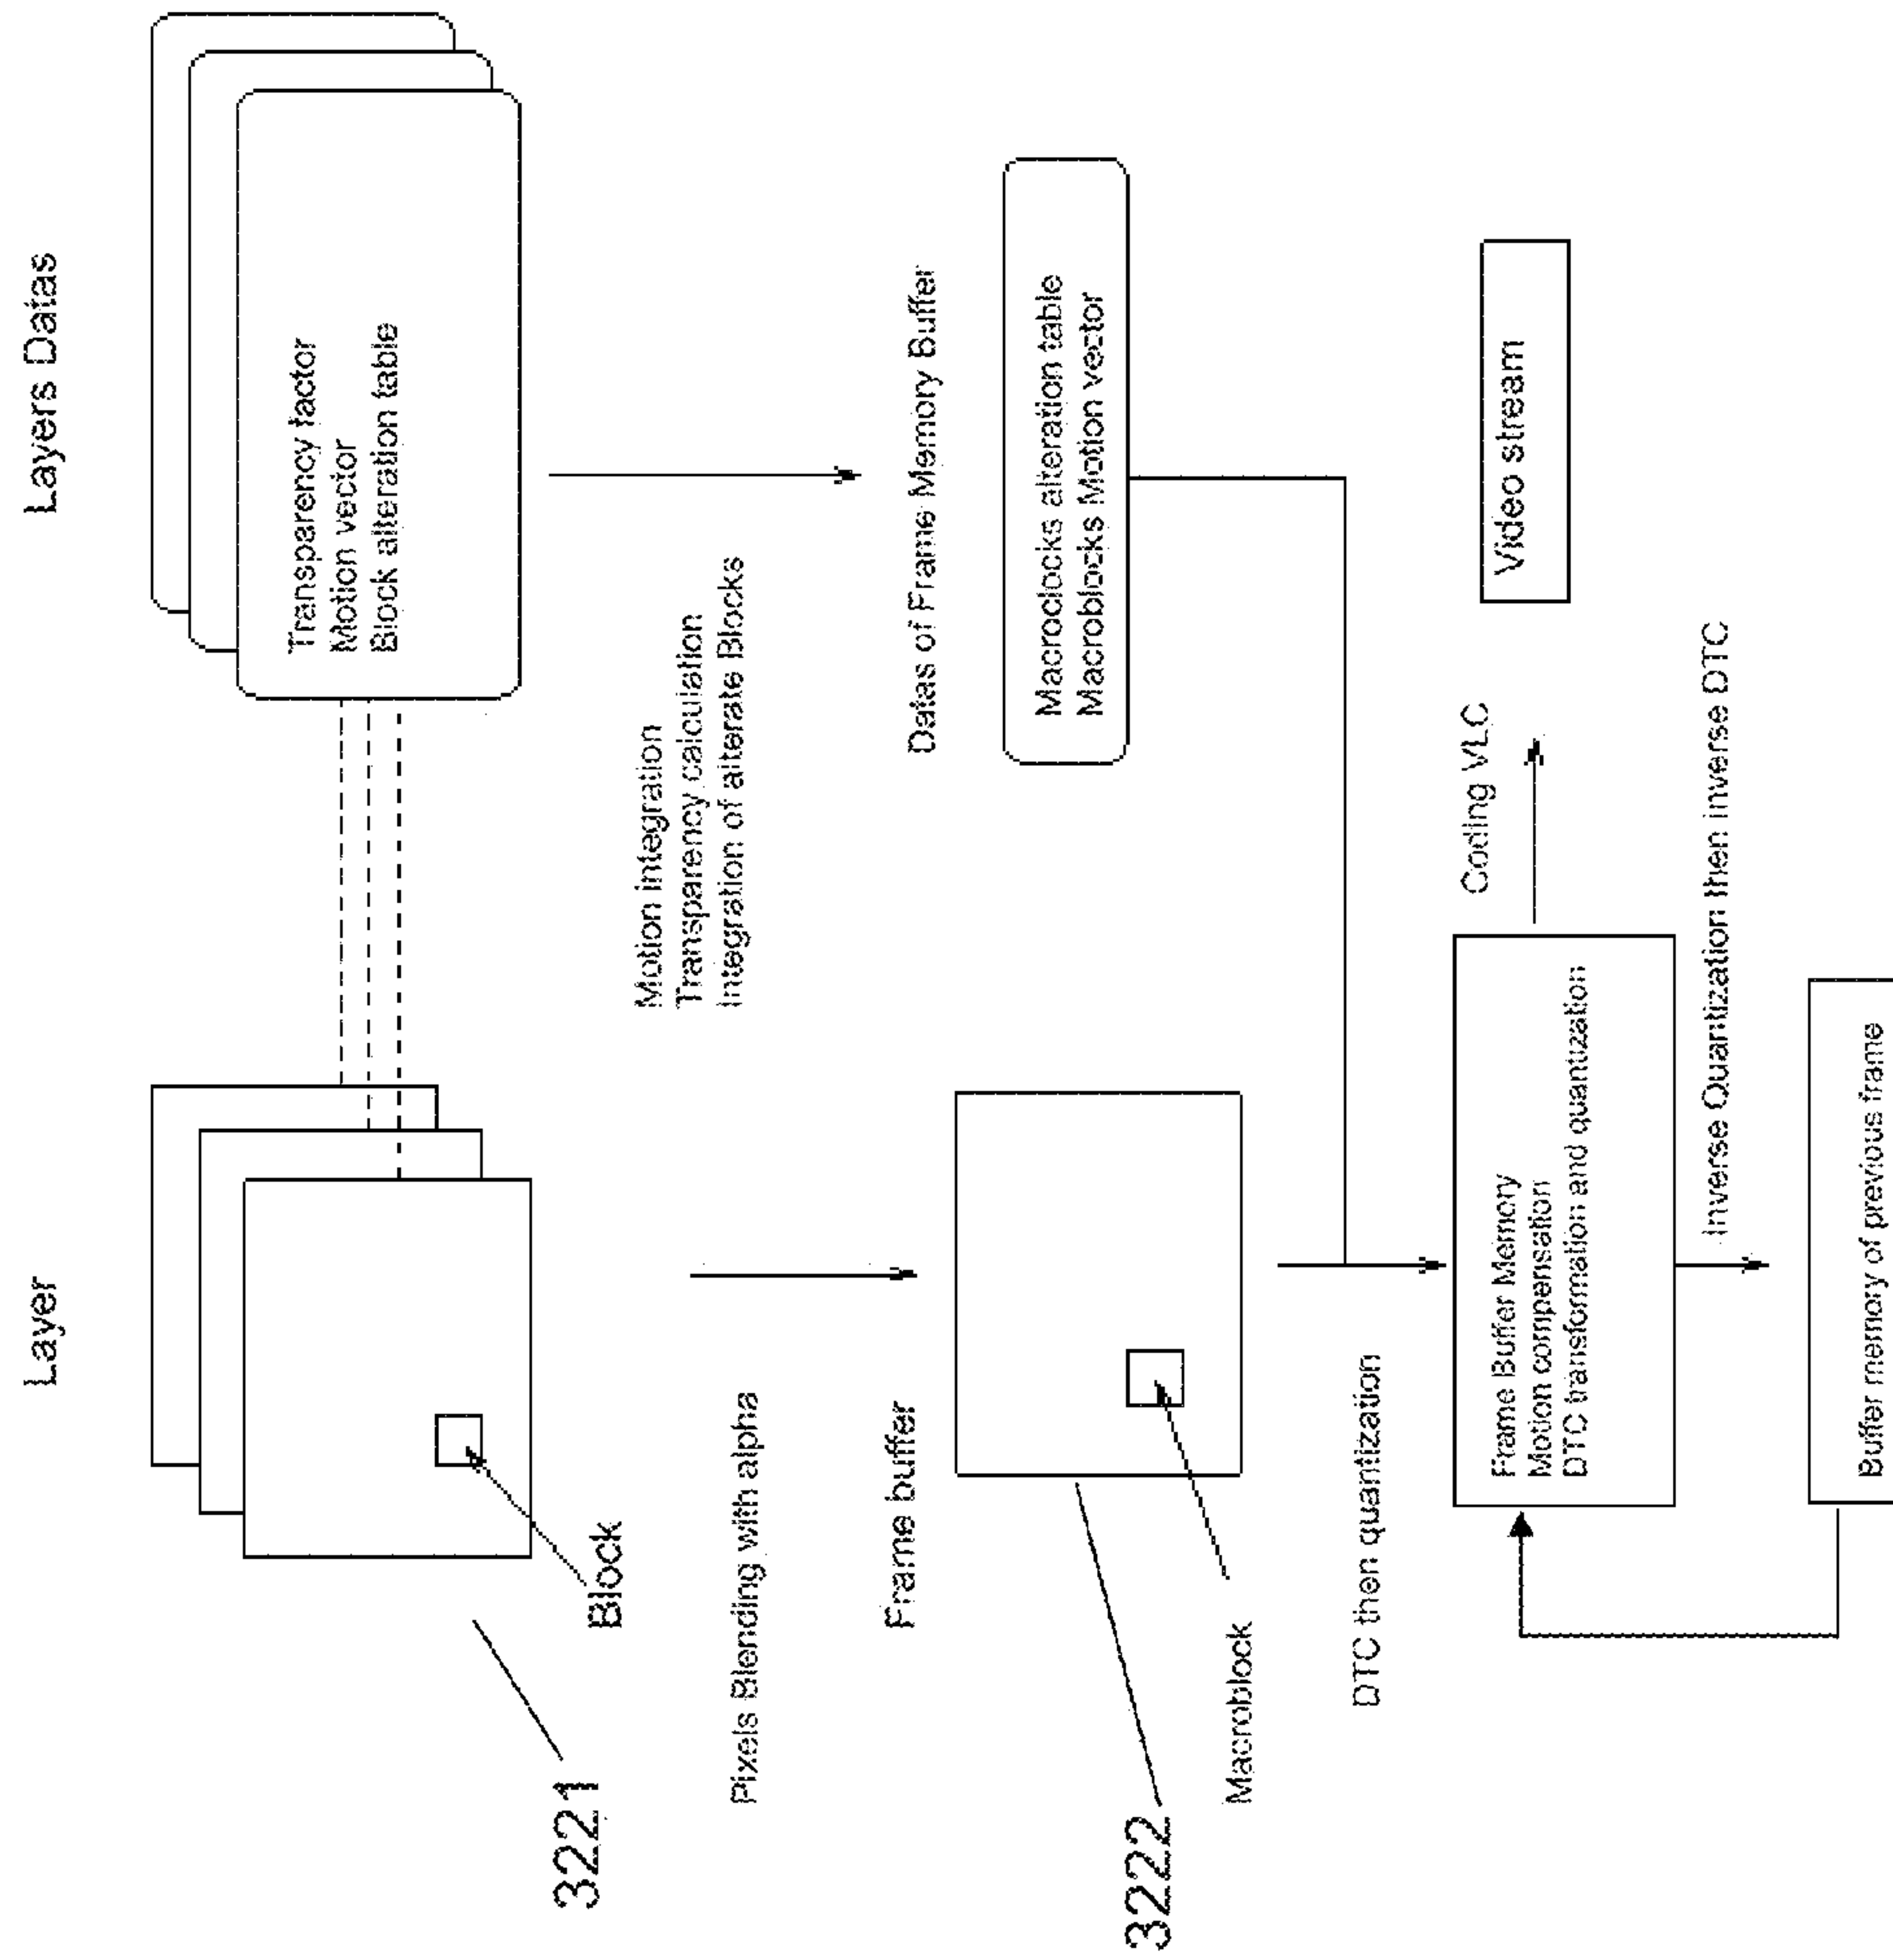 Layer
Layers Datas
Transparency factor
Motion vector
Block alteration table
Block
3221
Motion integration
Transparency calculation
Integration of alterate Blocks
Pixels Blending with alpha
Frame buffer
Datas of Frame Memory Buffer
Macroclocks alteration table
Macroblocks Motion vector
3222
Macroblock
DTC then quantization
Frame Buffer Memory
Motion compensation
DTC transformation and quantization
Coding VLC
Video stream
Inverse Quantization then inverse DTC
Buffer memory of previous frame